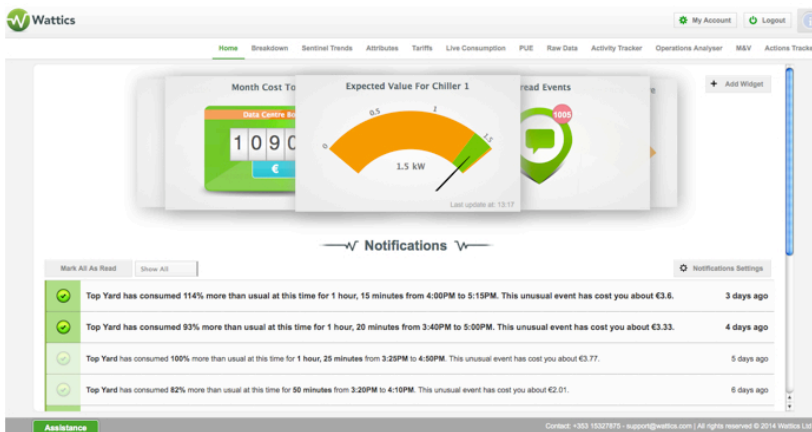 Wattics
My Account
Logout
Home Breakdown Sentinel Trends Attributes Tariffs Live Consumption PUE Raw Data Activity Tracker Operations Analyser M&V Actions Tracke
Add Widget
Month Cost To
Data Centre Bo
1 0 9 0
€
Expected Value For Chiller 1
0 0.5 1 1.5
1.5 kW
Last update at: 13:17
read Events
1005
Notifications
Mark All As Read
Show All
Notifications Settings
Top Yard has consumed 114% more than usual at this time for 1 hour, 15 minutes from 4:00PM to 5:15PM. This unusual event has cost you about €3.6. 3 days ago
Top Yard has consumed 93% more than usual at this time for 1 hour, 20 minutes from 3:40PM to 5:00PM. This unusual event has cost you about €3.33. 4 days ago
Top Yard has consumed 100% more than usual at this time for 1 hour, 25 minutes from 3:25PM to 4:50PM. This unusual event has cost you about €3.77. 5 days ago
Top Yard has consumed 82% more than usual at this time for 50 minutes from 3:20PM to 4:10PM. This unusual event has cost you about €2.01. 6 days ago
Assistance
Contact: +353 15327875 - support@wattics.com | All rights reserved © 2014 Wattics Ltd